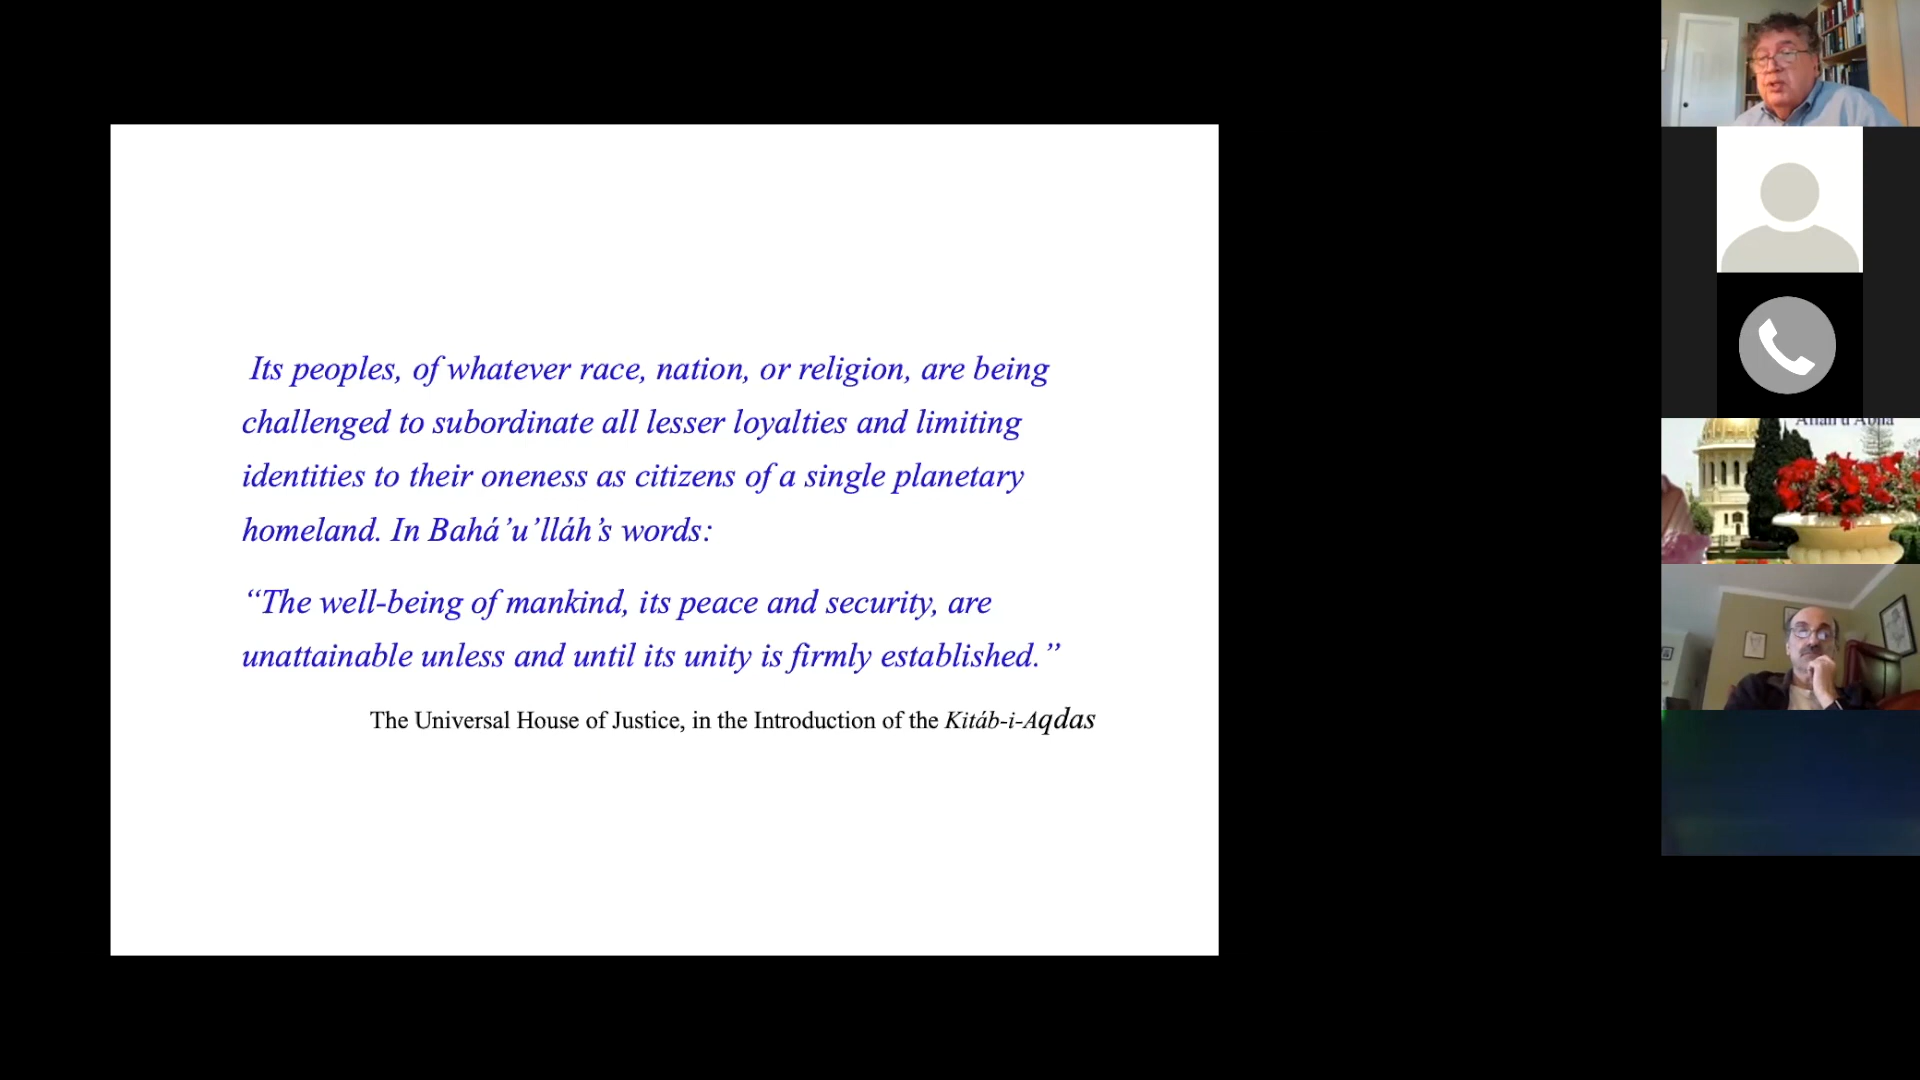 Its peoples, of whatever race, nation, or religion, are being
challenged to subordinate all lesser loyalties and limiting
identities to their oneness as citizens of a single planetary
homeland. In Bahá’u’lláh’s words:
“The well-being of mankind, its peace and security, are
unattainable unless and until its unity is firmly established.”
The Universal House of Justice, in the Introduction of the Kitáb-i-Aqdas